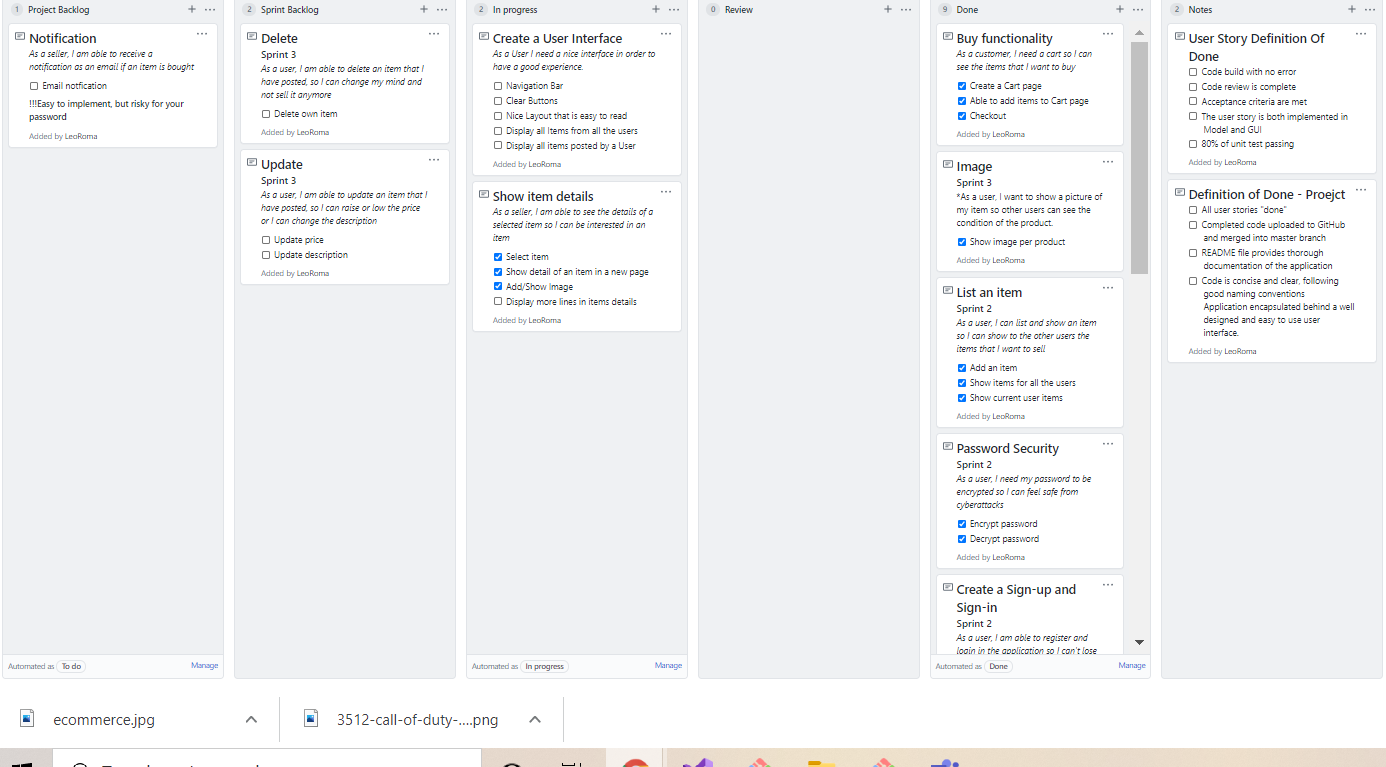 1 Project Backlog
Notification
As a seller, I am able to receive a
notification as an email if an item is bought
Email notfication
!!!Easy to implement, but risky for your
password
Added by LeoRoma
Automated as To do Manage
2 Sprint Backlog
Delete
Sprint 3
As a user, I am able to delete an item that I
have posted, so I can change my mind and
not sell it anymore
Delete own item
Added by LeoRoma
Update
Sprint 3
As a user, I am able to update an item that I
have posted, so I can raise or low the price
or I can change the description
Update price
Update description
Added by LeoRoma
2 In progress
Create a User Interface
As a User I need a nice interface in order to
have a good experience.
Navigation Bar
Clear Buttons
Nice Layout that is easy to read
Display all Items from all the users
Display all items posted by a User
Added by LeoRoma
Show item details
As a seller, I am able to see the details of a
selected item so I can be interested in an
item
Select item
Show detail of an item in a new page
Add/Show Image
Display more lines in items details
Added by LeoRoma
Automated as In progress Manage
0 Review
9 Done
Buy functionality
As a customer, I need a cart so I can
see the items that I want to buy
Create a Cart page
Able to add items to Cart page
Checkout
Added by LeoRoma
Image
Sprint 3
*As a user, I want to show a picture of
my item so other users can see the
condition of the product.
Show image per product
Added by LeoRoma
List an item
Sprint 2
As a user, I can list and show an item
so I can show to the other users the
items that I want to sell
Add an item
Show items for all the users
Show current user items
Added by LeoRoma
Password Security
Sprint 2
As a user, I need my password to be
encrypted so I can feel safe from
cyberattacks
Encrypt password
Decrypt password
Added by LeoRoma
Create a Sign-up and
Sign-in
Sprint 2
As a user, I am able to register and
login in the application so I can't lose
Automated as Done Manage
2 Notes
User Story Definition Of
Done
Code build with no error
Code review is complete
Acceptance criteria are met
The user story is both implemented in
Model and GUI
80% of unit test passing
Added by LeoRoma
Definition of Done - Proejct
All user stories "done"
Completed code uploaded to GitHub
and merged into master branch
README file provides thorough
documentation of the application
Code is concise and clear, following
good naming conventions
Application encapsulated behind a well
designed and easy to use user
interface.
Added by LeoRoma
ecommerce.jpg
3512-call-of-duty-....png